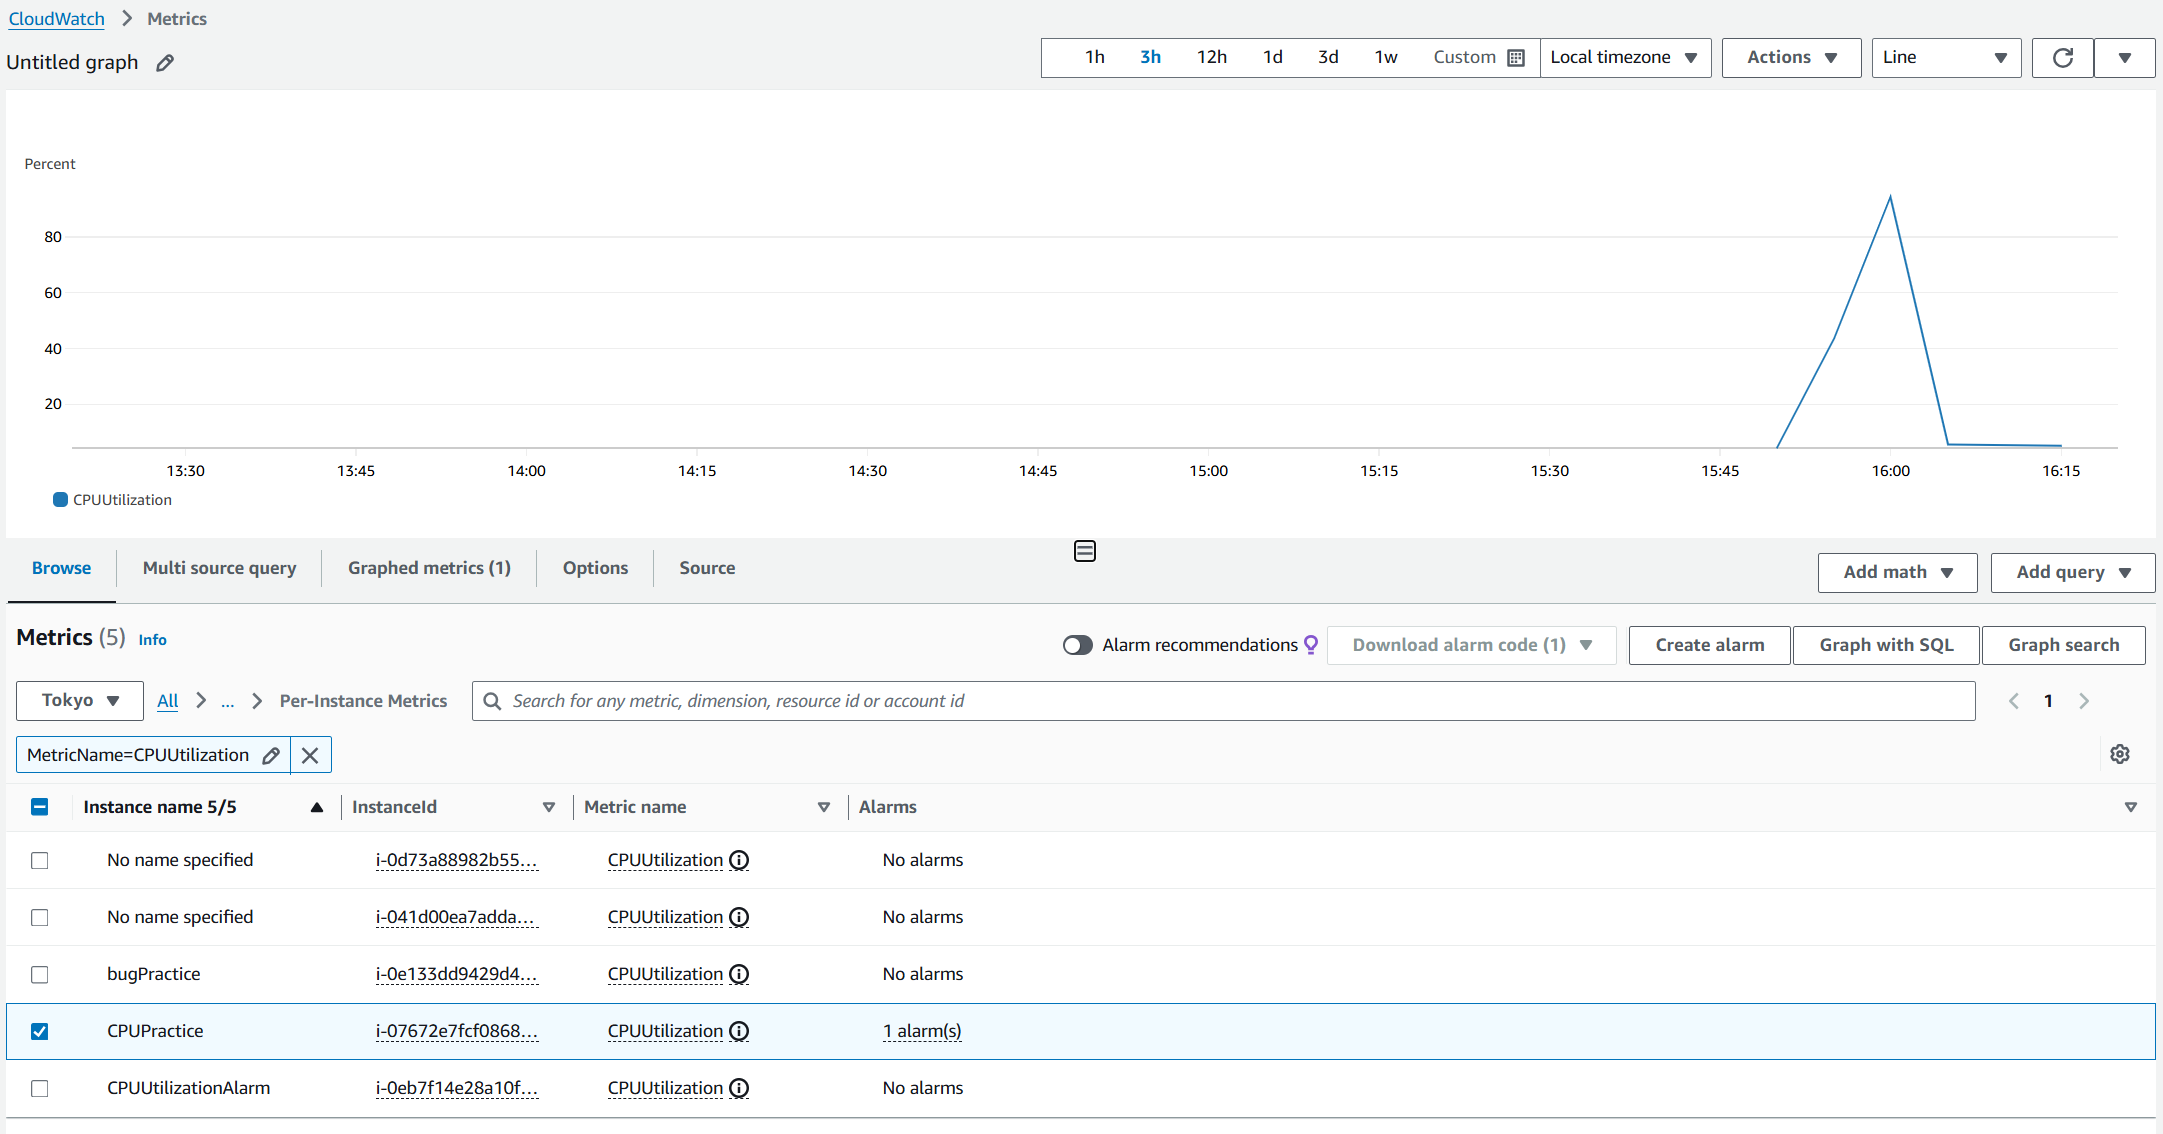 CloudWatch > Metrics
Untitled graph
1h 3h 12h 1d 3d 1w Custom Local timezone Actions Line
Percent
80
60
40
20
13:30 13:45 14:00 14:15 14:30 14:45 15:00 15:15 15:30 15:45 16:00 16:15
CPUUtilization
Browse Multi source query Graphed metrics (1) Options Source Add math Add query
Metrics (5) Info Alarm recommendations Download alarm code (1) Create alarm Graph with SQL Graph search
Tokyo All > ... > Per-Instance Metrics Search for any metric, dimension, resource id or account id 1
MetricName=CPUUtilization
Instance name 5/5 InstanceId Metric name Alarms
No name specified i-0d73a88982b55... CPUUtilization No alarms
No name specified i-041d00ea7adda... CPUUtilization No alarms
bugPractice i-0e133dd9429d4... CPUUtilization No alarms
CPUPractice i-07672e7fcf0868... CPUUtilization 1 alarm(s)
CPUUtilizationAlarm i-0eb7f14e28a10f... CPUUtilization No alarms